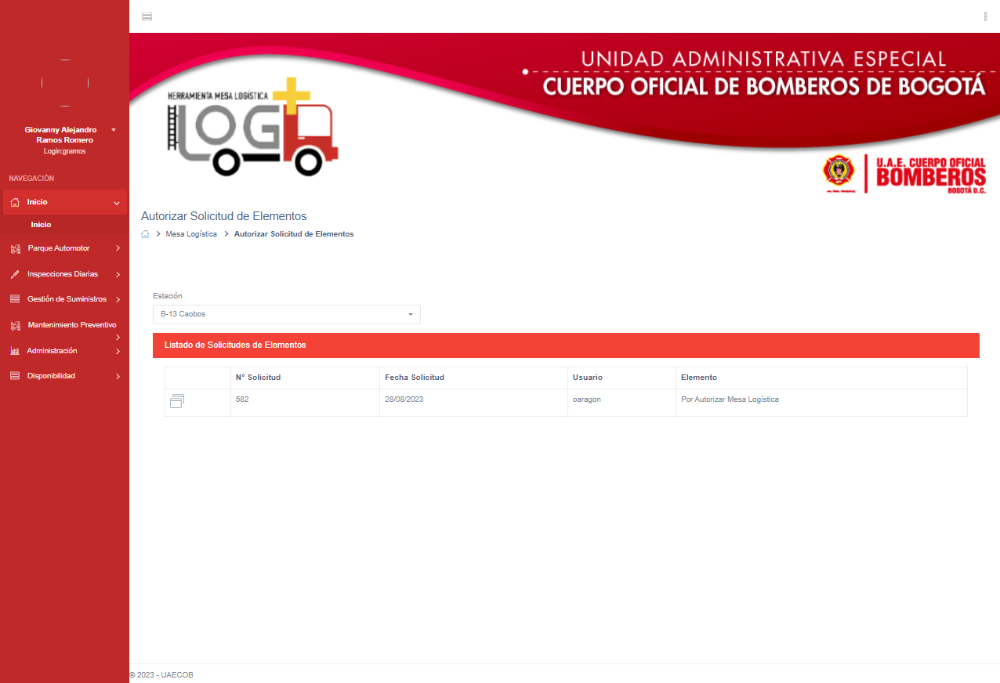 UNIDAD ADMINISTRATIVA ESPECIAL
CUERPO OFICIAL DE BOMBEROS DE BOGOTÁ
HERRAMIENTA MESA LOGÍSTICA
LOG
U.A.E. CUERPO OFICIAL
BOMBEROS
BOGOTÁ D.C.
Giovanny Alejandro
Ramos Romero
Login:gramos
NAVEGACIÓN
Inicio
Inicio
Parque Automotor
Inspecciones Diarias
Gestión de Suministros
Mantenimiento Preventivo
Administración
Disponibilidad
Autorizar Solicitud de Elementos
Mesa Logística > Autorizar Solicitud de Elementos
Estación
B-13 Caobos
Listado de Solicitudes de Elementos
N° Solicitud Fecha Solicitud Usuario Elemento
582 28/08/2023 oaragon Por Autorizar Mesa Logística
© 2023 - UAECOB